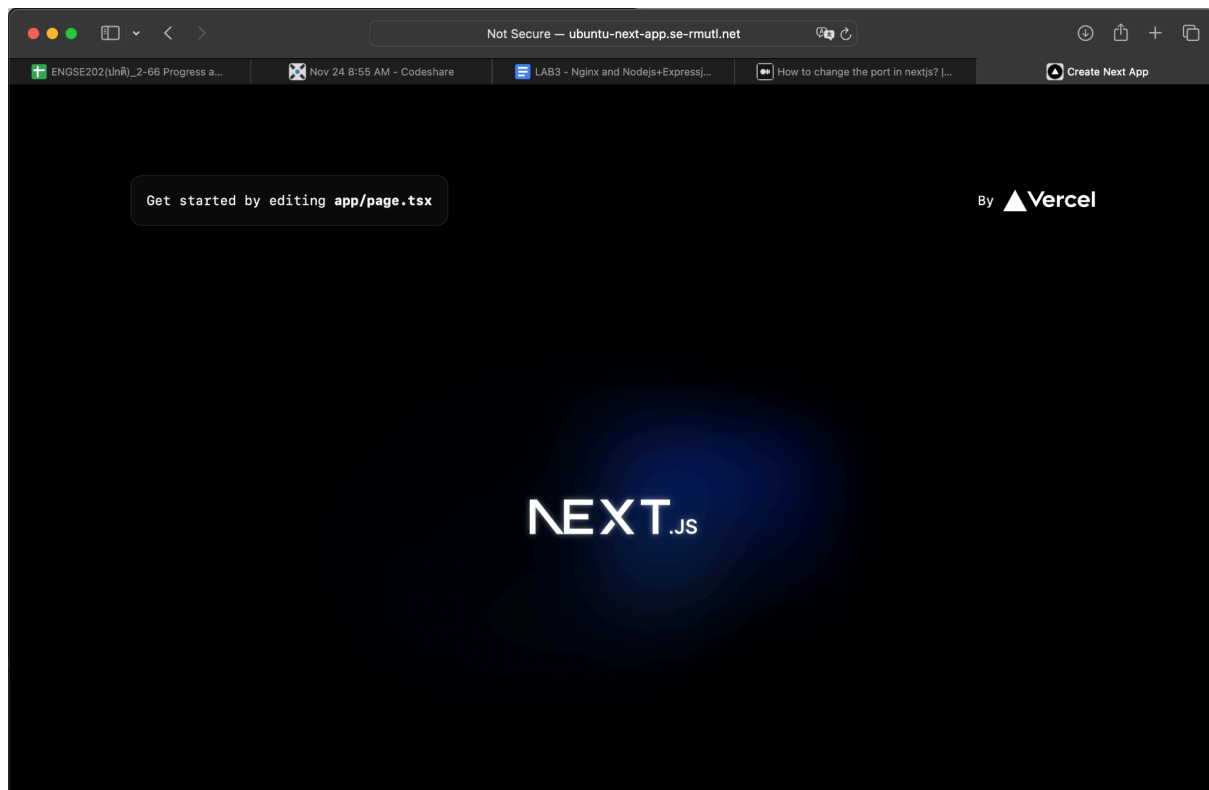 Not Secure — ubuntu-next-app.se-rmutl.net
ENGSE202(ปกติ)_2-66 Progress a...
Nov 24 8:55 AM - Codeshare
LAB3 - Nginx and Nodejs+Expressj...
How to change the port in nextjs? |...
Create Next App
Get started by editing app/page.tsx
By Vercel
NEXT.JS